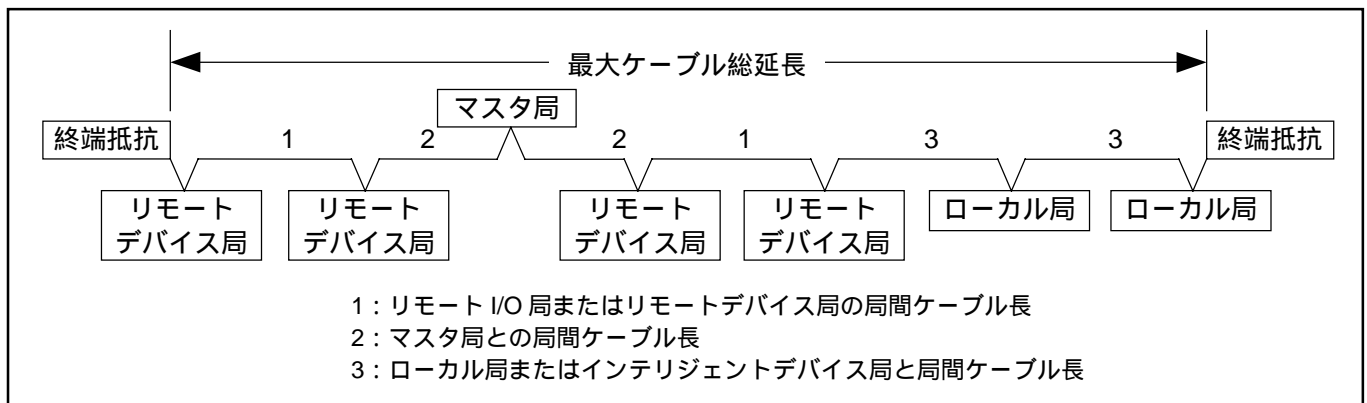 最大ケーブル総延長
マスタ局
終端抵抗 1 2 2 1 3 3 終端抵抗
リモート
デバイス局
リモート
デバイス局
リモート
デバイス局
リモート
デバイス局
ローカル局
ローカル局
1：リモート I/O 局またはリモートデバイス局の局間ケーブル長
2：マスタ局との局間ケーブル長
3：ローカル局またはインテリジェントデバイス局と局間ケーブル長